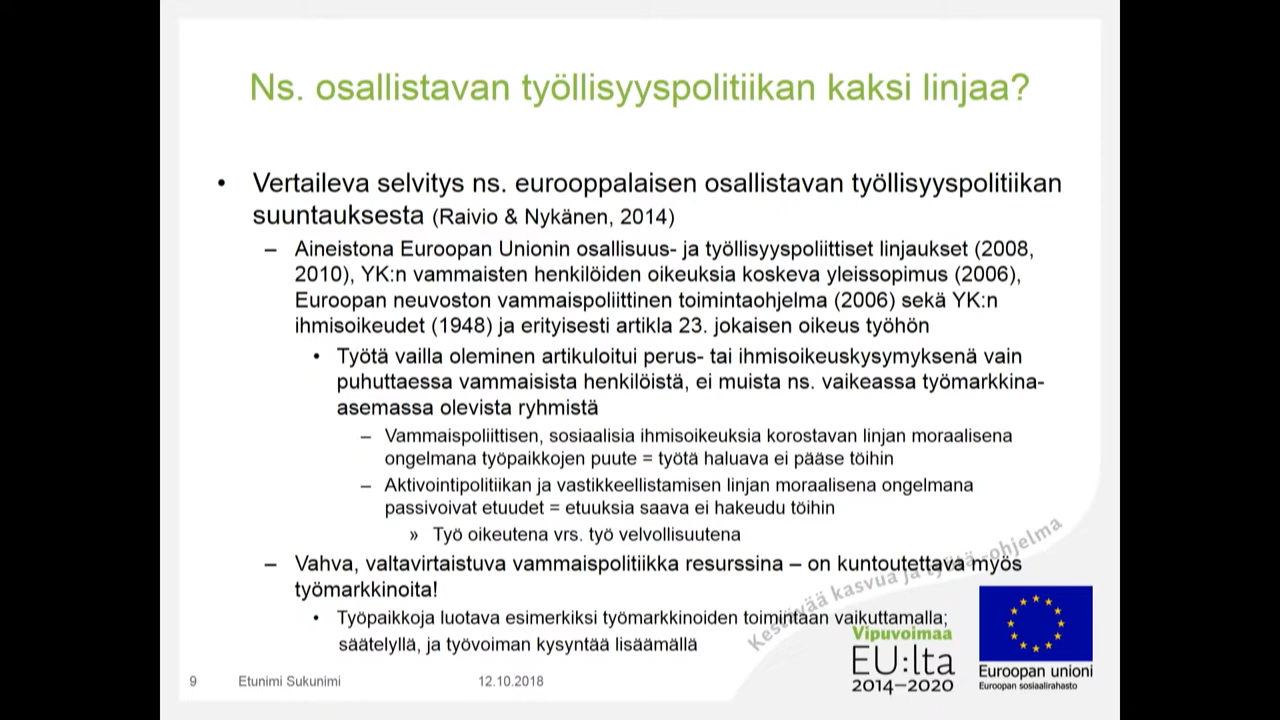 Ns. osallistavan työllisyyspolitiikan kaksi linjaa?
• Vertaileva selvitys ns. eurooppalaisen osallistavan työllisyyspolitiikan
suuntauksesta (Raivio & Nykänen, 2014)
– Aineistona Euroopan Unionin osallisuus- ja työllisyyspoliittiset linjaukset (2008,
2010), YK:n vammaisten henkilöiden oikeuksia koskeva yleissopimus (2006),
Euroopan neuvoston vammaispoliittinen toimintaohjelma (2006) sekä YK:n
ihmisoikeudet (1948) ja erityisesti artikla 23. jokaisen oikeus työhön
• Työtä vailla oleminen artikuloitui perus- tai ihmisoikeuskysymyksenä vain
puhuttaessa vammaisista henkilöistä, ei muista ns. vaikeassa työmarkkina-
asemassa olevista ryhmistä
– Vammaispoliittisen, sosiaalisia ihmisoikeuksia korostavan linjan moraalisena
ongelmana työpaikkojen puute = työtä haluava ei pääse töihin
– Aktivointipolitiikan ja vastikkeellistamisen linjan moraalisena ongelmana
passivoivat etuudet = etuuksia saava ei hakeudu töihin
» Työ oikeutena vrs. työ velvollisuutena
– Vahva, valtavirtaistuva vammaispolitiikka resurssina – on kuntoutettava myös
työmarkkinoita!
• Työpaikkoja luotava esimerkiksi työmarkkinoiden toimintaan vaikuttamalla;
säätelyllä, ja työvoiman kysyntää lisäämällä
Kestävää kasvua ja työtä -ohjelma
Vipuvoimaa
EU:lta
2014–2020
Euroopan unioni
Euroopan sosiaalirahasto
9 Etunimi Sukunimi 12.10.2018